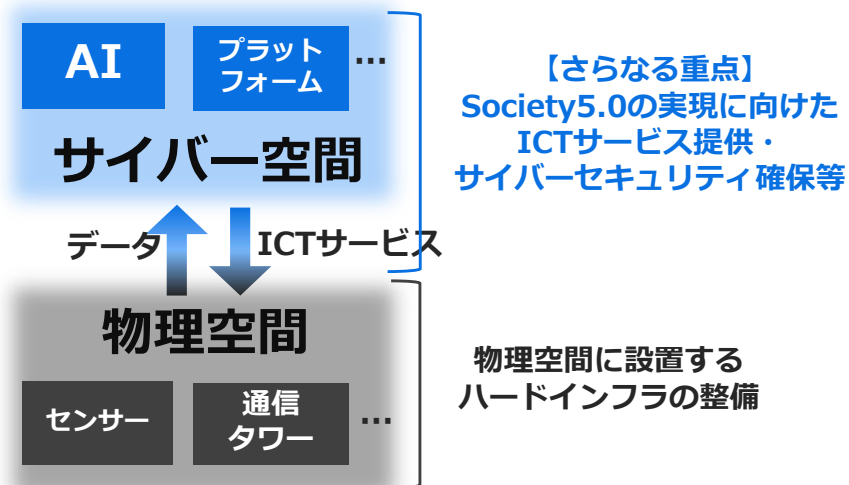 AI
プラット
フォーム
…
サイバー空間
データ
ICTサービス
物理空間
センサー
通信
タワー
…
【さらなる重点】
Society5.0の実現に向けた
ICTサービス提供・
サイバーセキュリティ確保等
物理空間に設置する
ハードインフラの整備